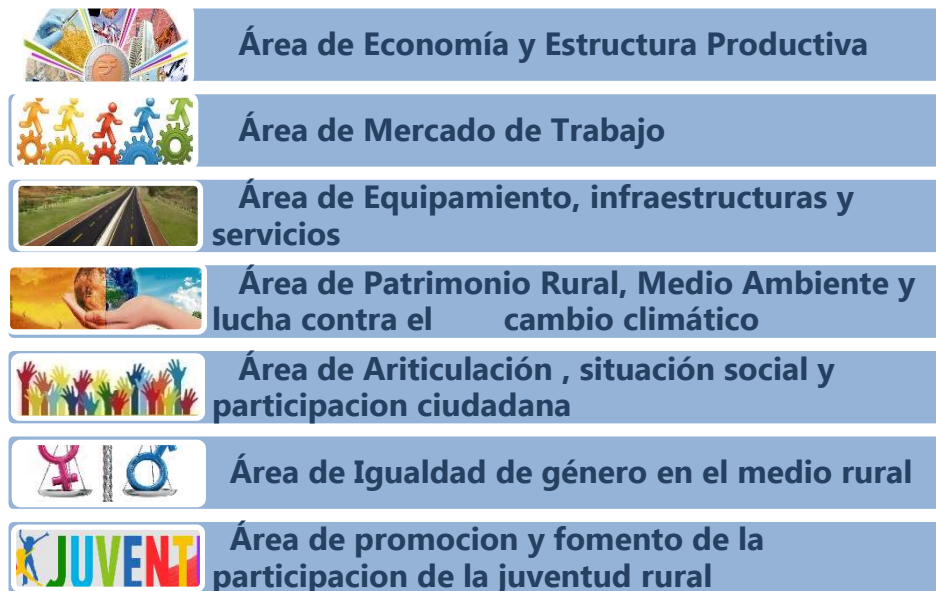 Área de Economía y Estructura Productiva
Área de Mercado de Trabajo
Área de Equipamiento, infraestructuras y
servicios
Área de Patrimonio Rural, Medio Ambiente y
lucha contra el cambio climático
Área de Ariticulación , situación social y
participacion ciudadana
Área de Igualdad de género en el medio rural
JUVENT
Área de promocion y fomento de la
participacion de la juventud rural